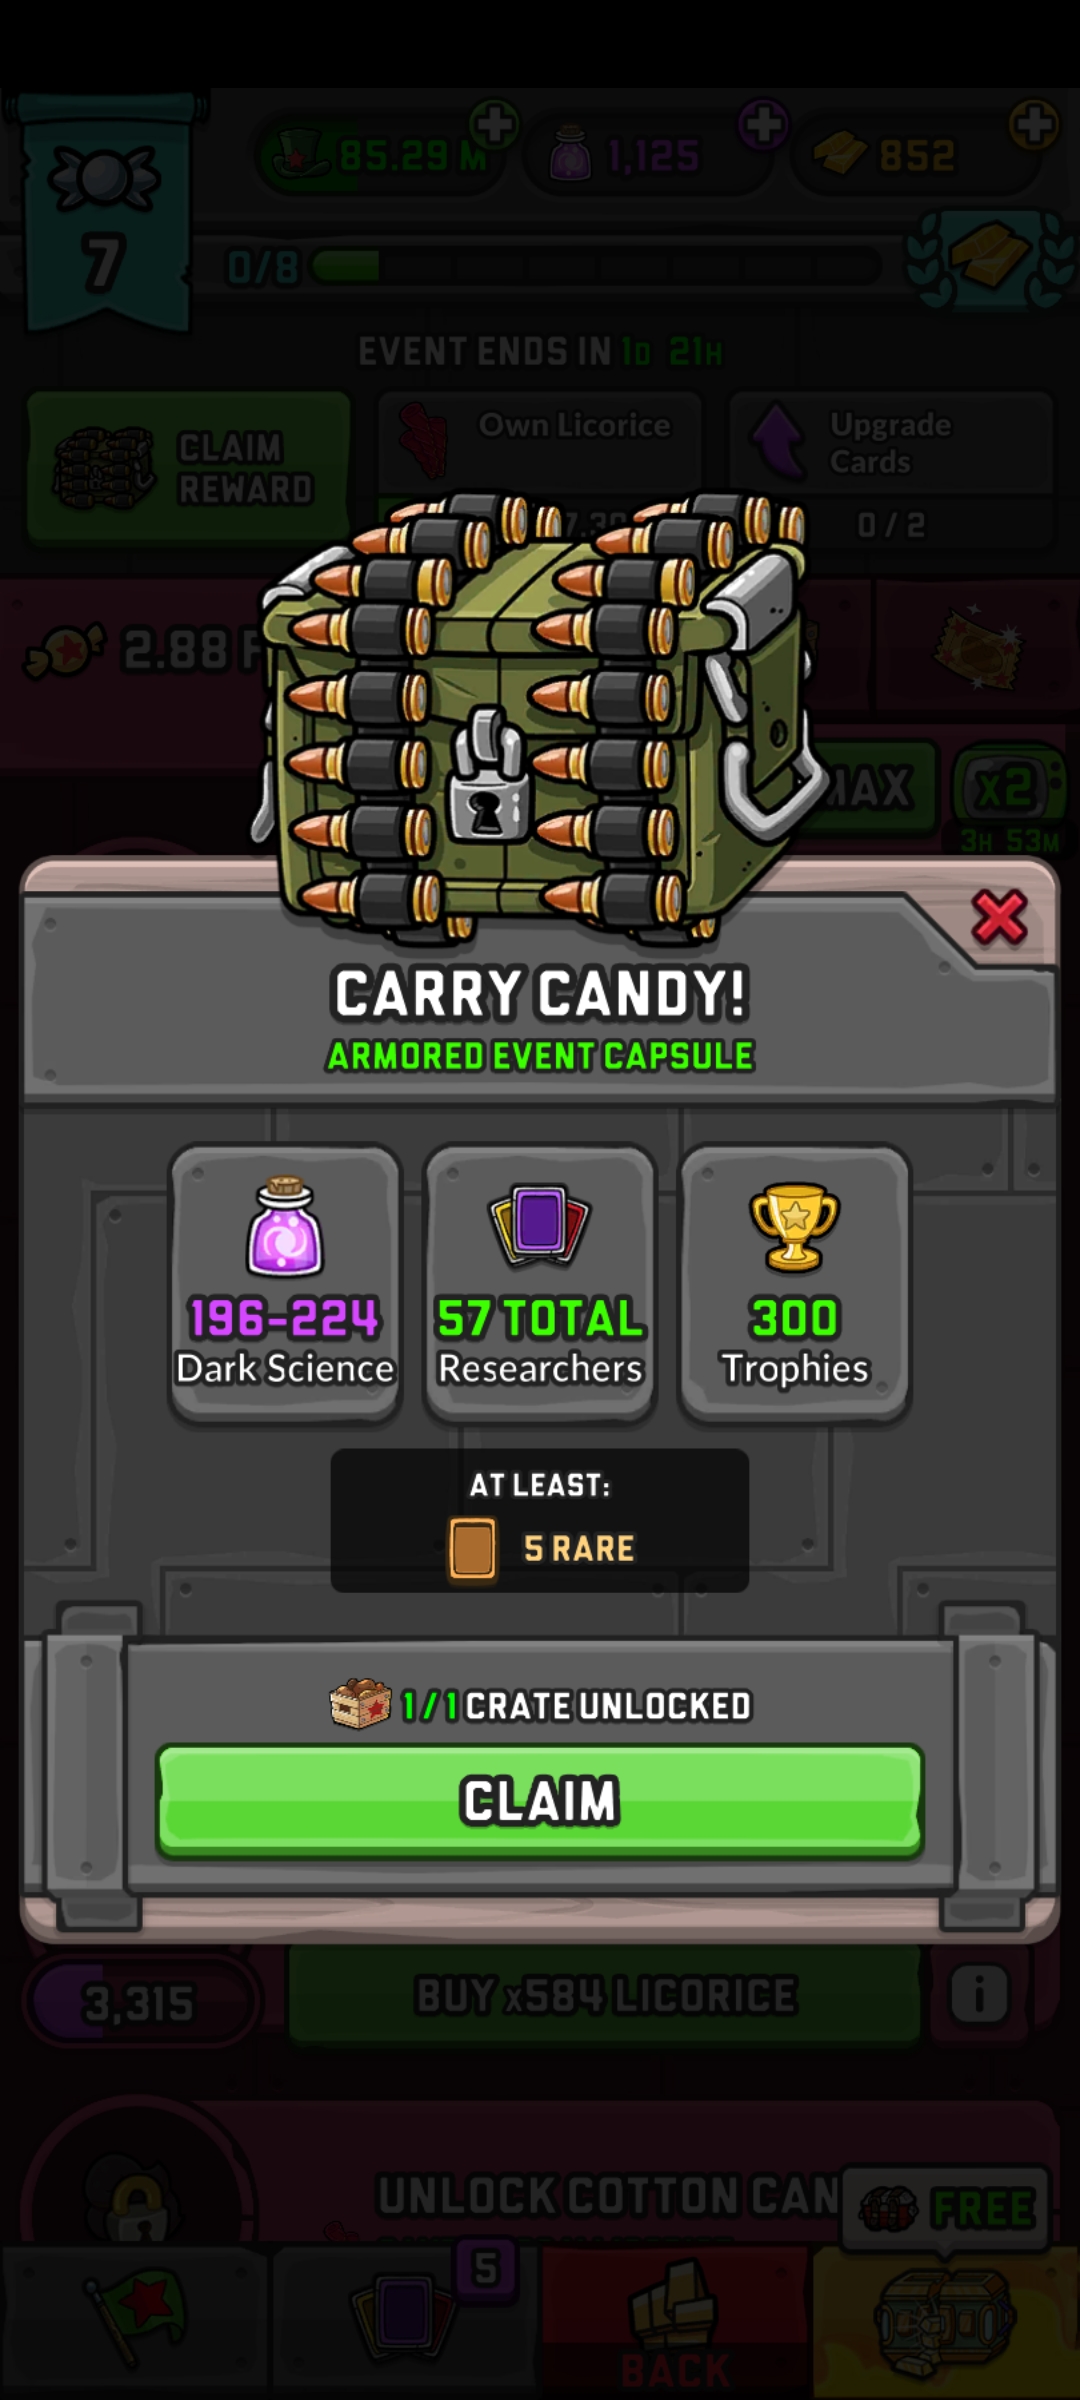 85.29 M
1,125
852
7
0/8
EVENT ENDS IN 1D 21H
CLAIM
REWARD
Own Licorice
Upgrade
Cards
0 / 2
2.88
MAX
x2
3H 53M
CARRY CANDY!
ARMORED EVENT CAPSULE
196-224
Dark Science
57 TOTAL
Researchers
300
Trophies
AT LEAST:
5 RARE
1/1 CRATE UNLOCKED
CLAIM
3,315
BUY x584 LICORICE
i
UNLOCK COTTON CAN
FREE
5
BACK